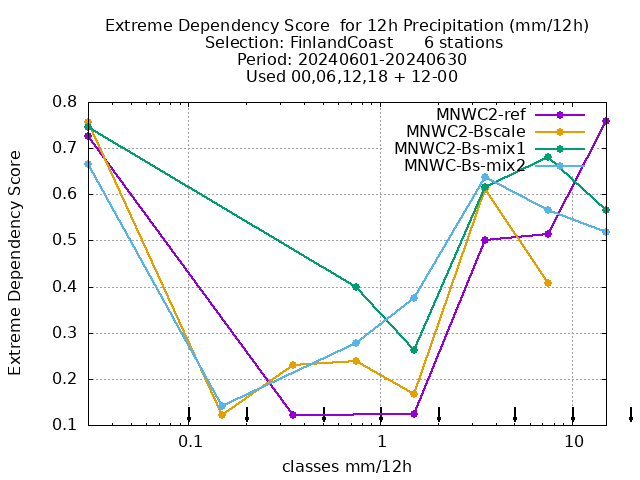 Extreme Dependency Score  for 12h Precipitation (mm/12h)
Selection: FinlandCoast      6 stations
Period: 20240601-20240630
Used 00,06,12,18 + 12-00
MNWC2-ref
MNWC2-Bscale
MNWC2-Bs-mix1
MNWC-Bs-mix2
Extreme Dependency Score
0.8
0.7
0.6
0.5
0.4
0.3
0.2
0.1
0.1
1
10
classes mm/12h